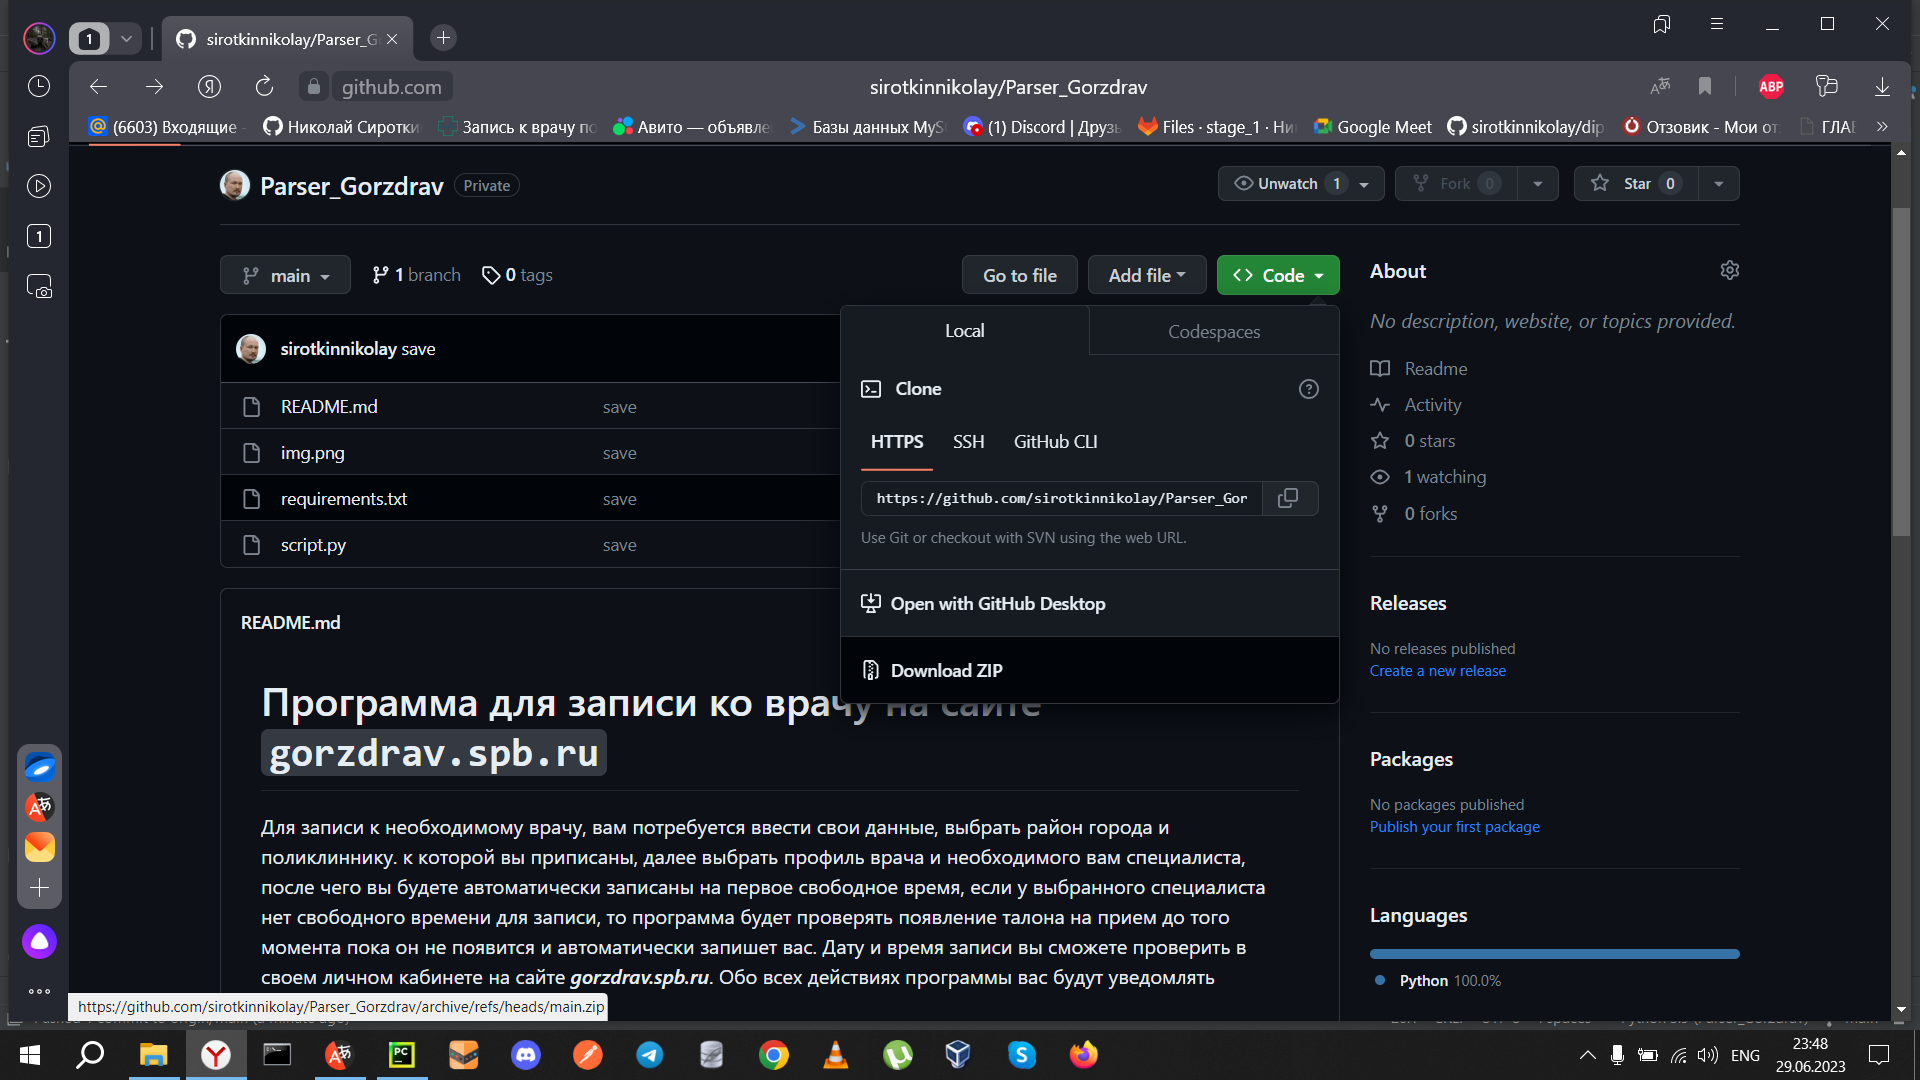 1
sirotkinnikolay/Parser_G
github.com
sirotkinnikolay/Parser_Gorzdrav
ABP
@ (6603) Входящие -
Николай Сиротки
Запись к врачу по
Авито — объявле
Базы данных MyS
(1) Discord | Друзь
Files · stage_1 · Ни
Google Meet
sirotkinnikolay/dip
Отзовик - Мои от
ГЛА
»
1
Parser_Gorzdrav
Private
Unwatch 1
Fork 0
Star 0
main
1 branch
0 tags
Go to file
Add file
<> Code
About
No description, website, or topics provided.
Readme
Activity
0 stars
1 watching
0 forks
Releases
No releases published
Create a new release
Packages
No packages published
Publish your first package
Languages
Python 100.0%
sirotkinnikolay save
README.md save
img.png save
requirements.txt save
script.py save
Local
Codespaces
Clone
HTTPS SSH GitHub CLI
https://github.com/sirotkinnikolay/Parser_Gor
Use Git or checkout with SVN using the web URL.
Open with GitHub Desktop
Download ZIP
README.md
Программа для записи ко врачу на сайте
gorzdrav.spb.ru
Для записи к необходимому врачу, вам потребуется ввести свои данные, выбрать район города и
поликлиннику. к которой вы приписаны, далее выбрать профиль врача и необходимого вам специалиста,
после чего вы будете автоматически записаны на первое свободное время, если у выбранного специалиста
нет свободного времени для записи, то программа будет проверять появление талона на прием до того
момента пока он не появится и автоматически запишет вас. Дату и время записи вы сможете проверить в
своем личном кабинете на сайте gorzdrav.spb.ru. Обо всех действиях программы вас будут уведомлять
https://github.com/sirotkinnikolay/Parser_Gorzdrav/archive/refs/heads/main.zip
PC
ENG
23:48
29.06.2023